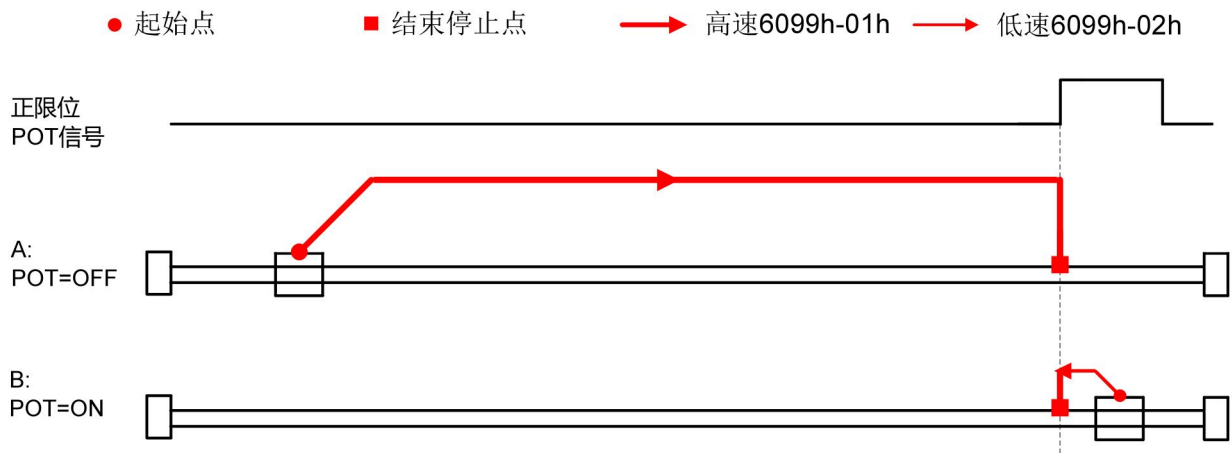 起始点 结束停止点 高速6099h-01h 低速6099h-02h
正限位
POT信号
A:
POT=OFF
B:
POT=ON